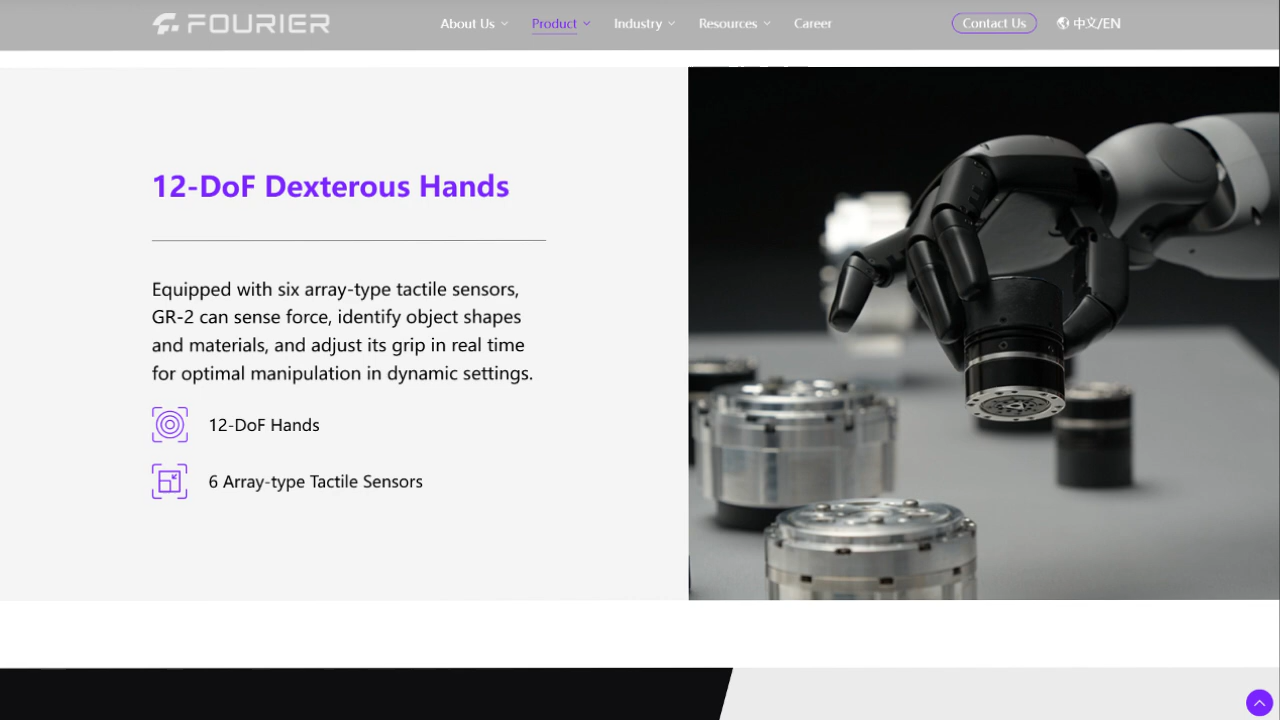 FOURIER
About Us
Product
Industry
Resources
Career
Contact Us
中文/EN
12-DoF Dexterous Hands
Equipped with six array-type tactile sensors,
GR-2 can sense force, identify object shapes
and materials, and adjust its grip in real time
for optimal manipulation in dynamic settings.
12-DoF Hands
6 Array-type Tactile Sensors